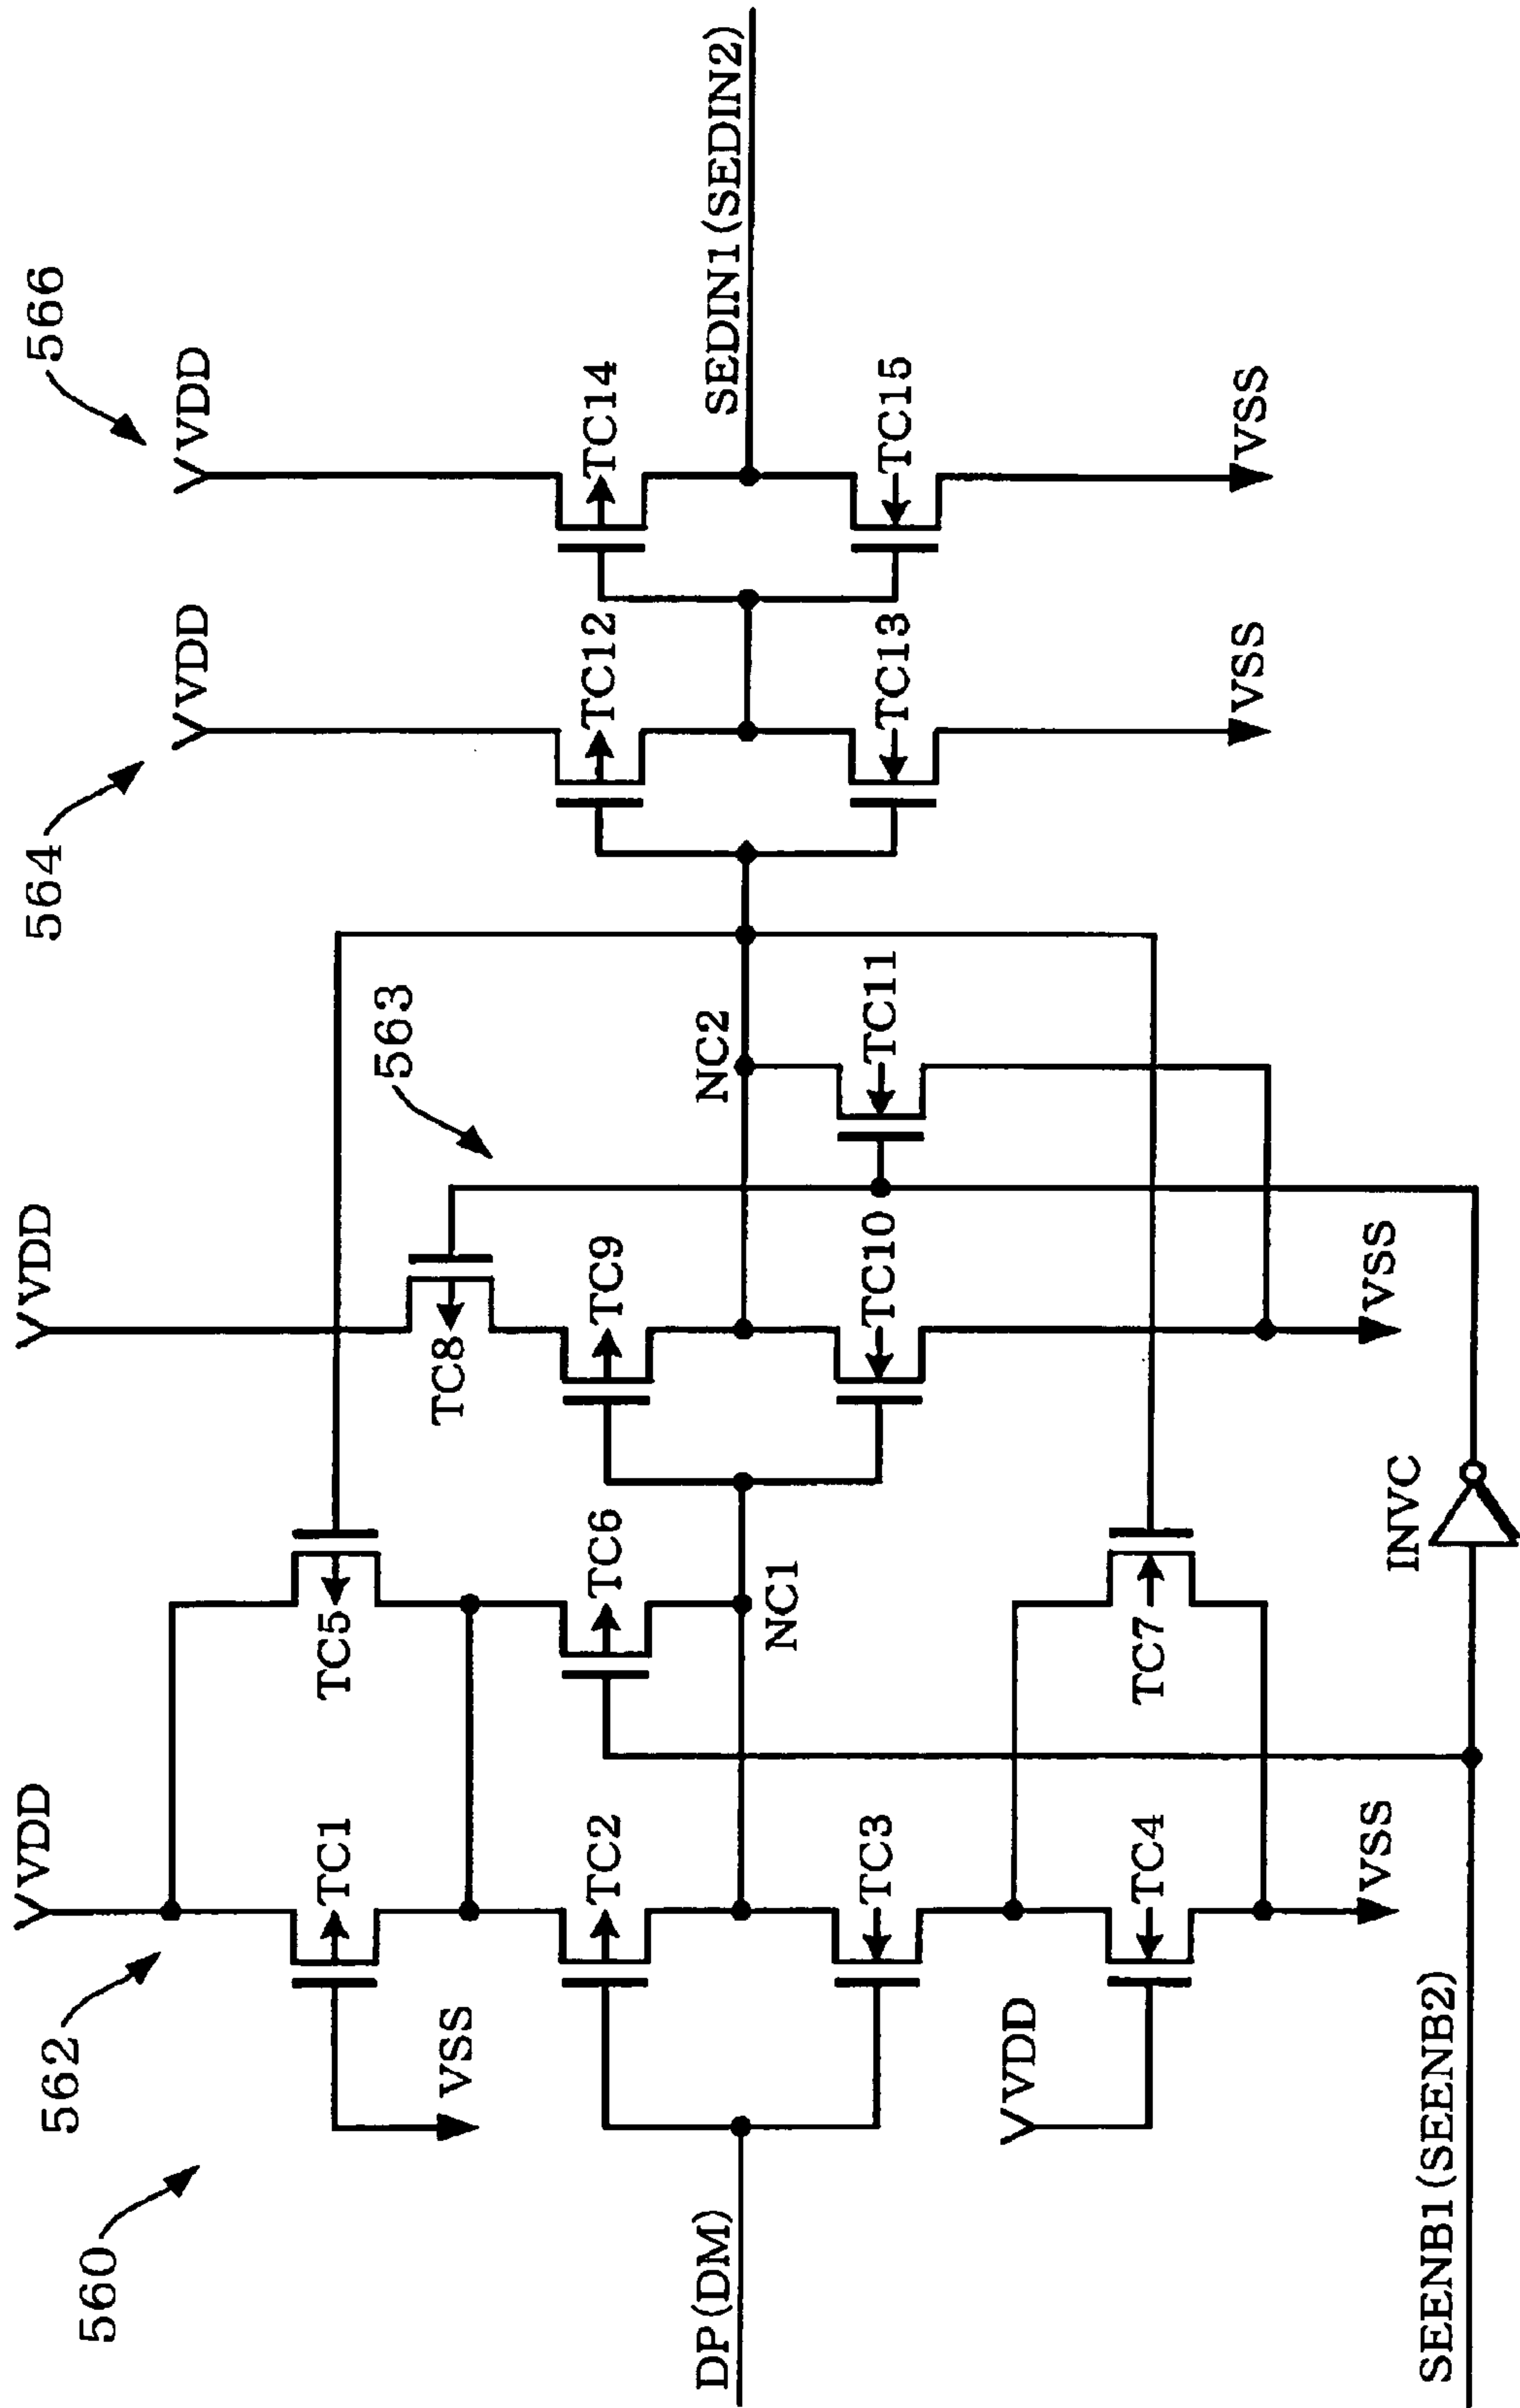 560
562
563
564
566
VDD
VDD
VDD
VDD
TC1
TC5
VSS
TC8
TC2
TC6
TC9
TC12
TC14
DP(DM)
NC1
NC2
SEDIN1(SEDIN2)
TC3
TC10
TC11
TC13
TC15
VDD
TC4
TC7
VSS
VSS
VSS
VSS
INVC
SEENB1(SEENB2)